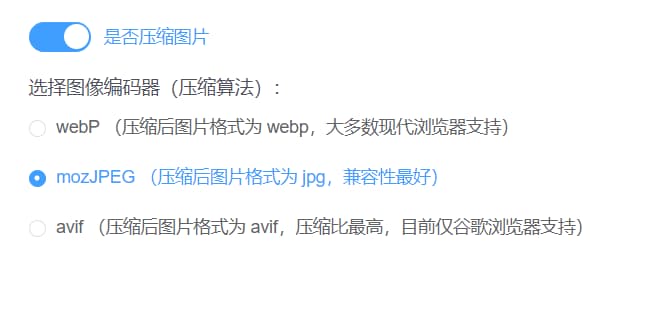 是否压缩图片
选择图像编码器（压缩算法）:
webP （压缩后图片格式为 webp，大多数现代浏览器支持）
mozJPEG （压缩后图片格式为 jpg，兼容性最好）
avif （压缩后图片格式为 avif，压缩比最高，目前仅谷歌浏览器支持）